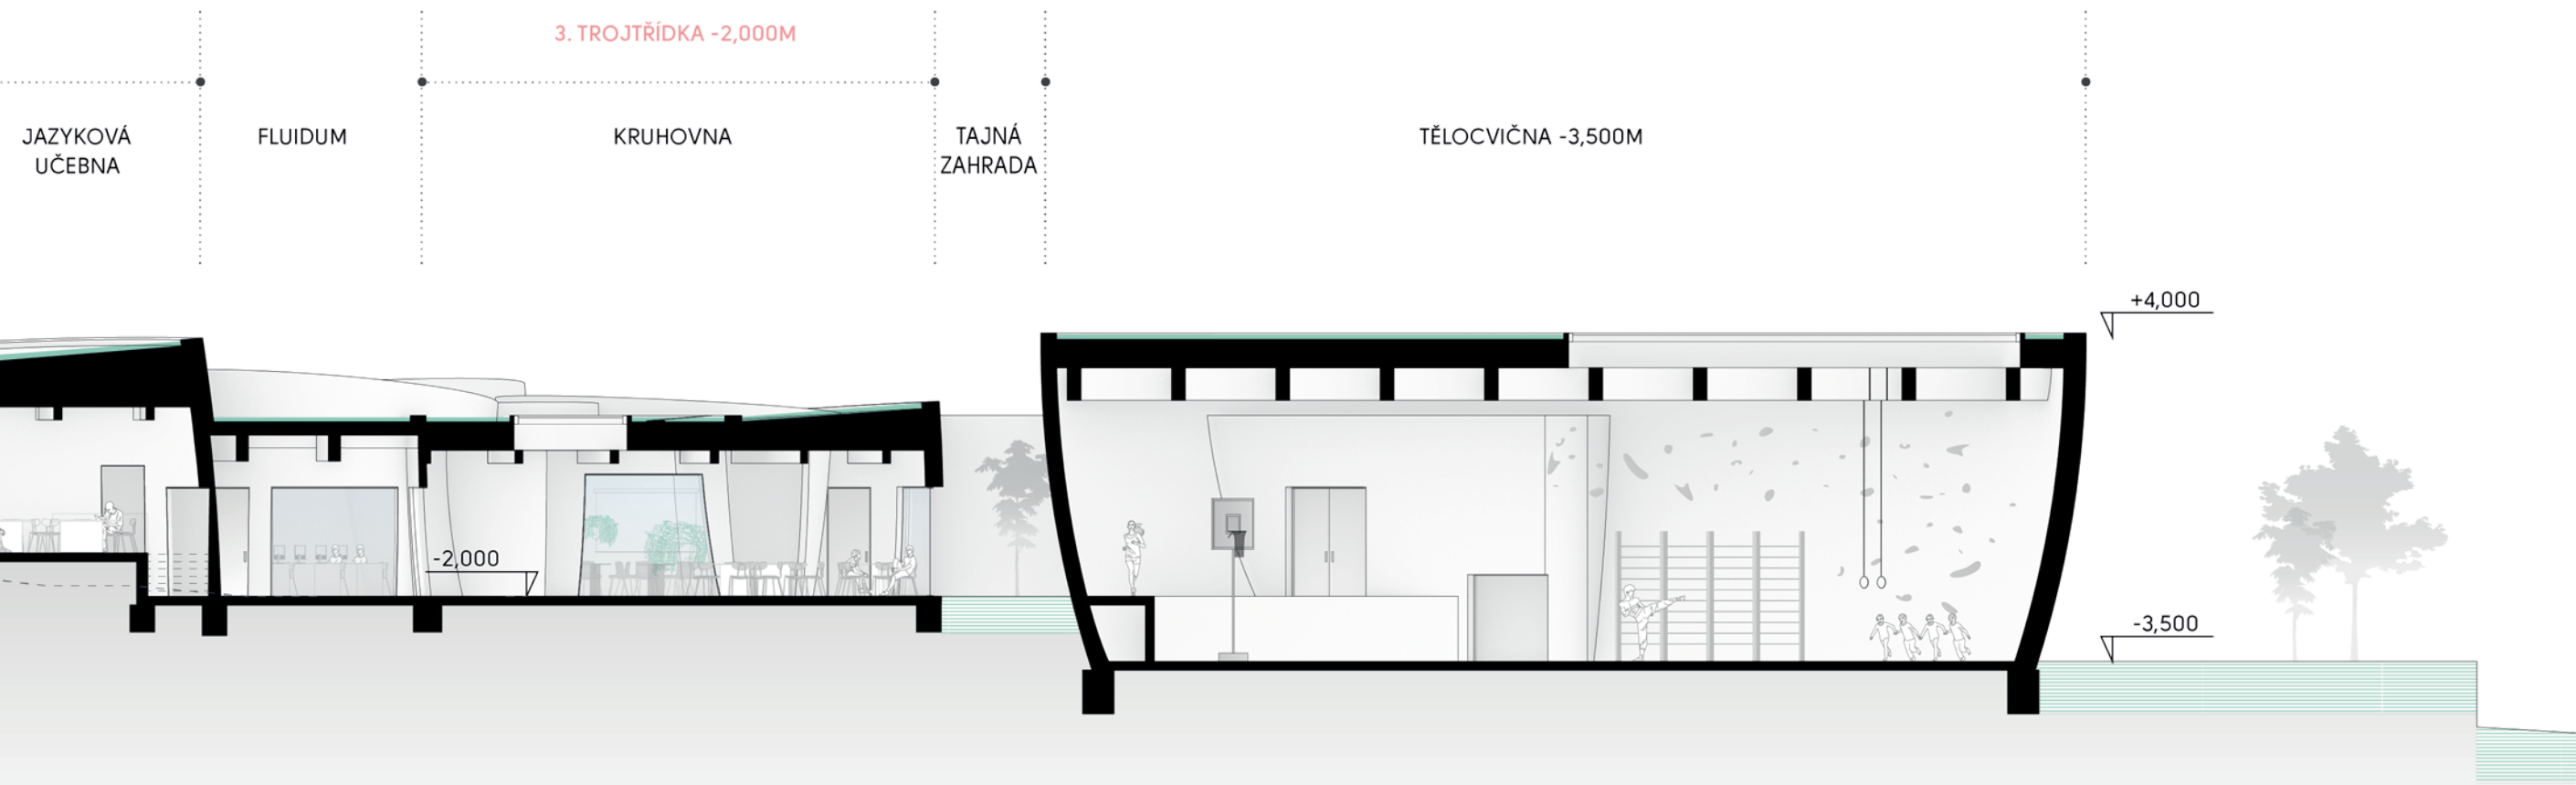 3. TROJTŘÍDKA -2,000M
JAZYKOVÁ
UČEBNA
FLUIDUM
KRUHOVNA
TAJNÁ
ZAHRADA
TĚLOCVIČNA -3,500M
+4,000
-2,000
-3,500